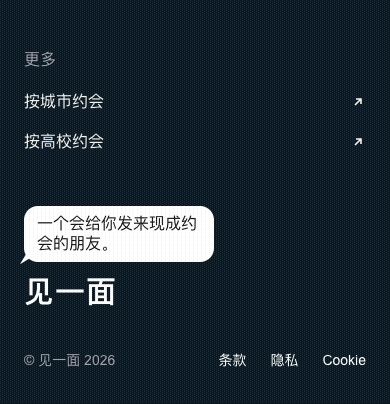 更多
按城市约会
按高校约会
一个会给你发来现成约
会的朋友。
见一面
© 见一面 2026
条款 隐私 Cookie